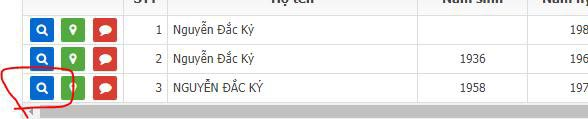 STT Họ tên Năm sinh
1 Nguyễn Đắc Ký 198
2 Nguyễn Đắc Ký 1936 196
3 NGUYỄN ĐẮC KÝ 1958 197